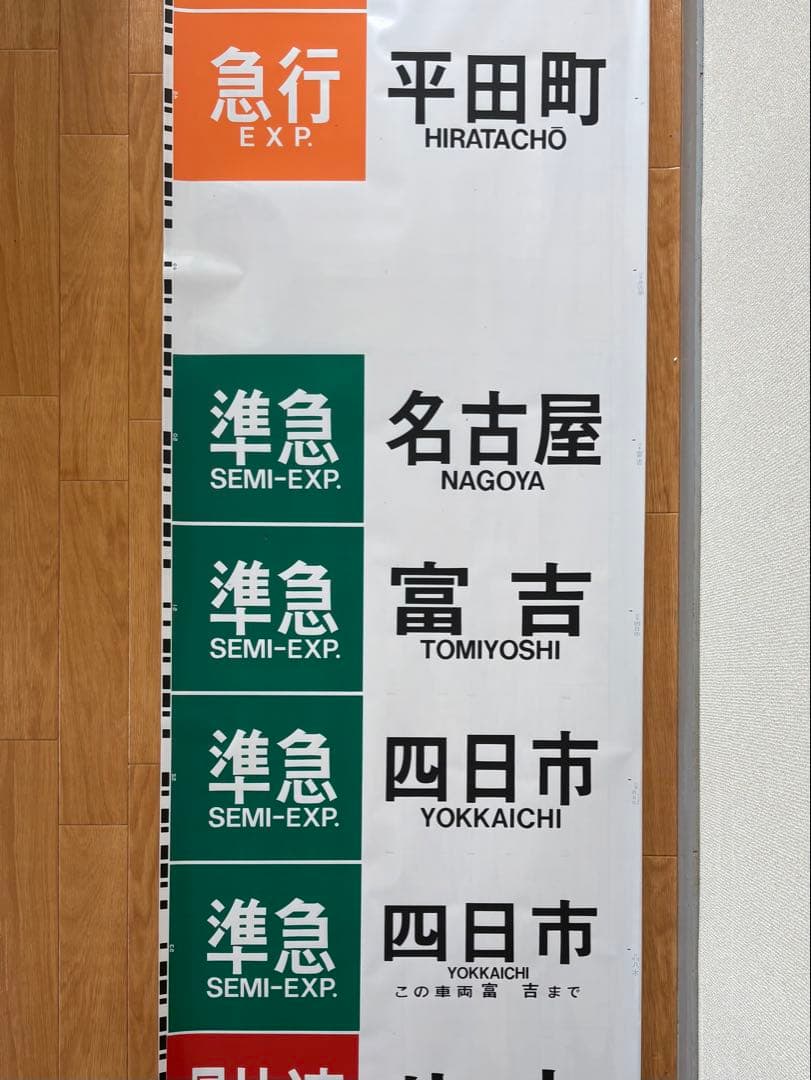 急行 平田町
EXP. HIRATACHŌ
準急 名古屋
SEMI-EXP. NAGOYA
準急 富吉
SEMI-EXP. TOMIYOSHI
準急 四日市
SEMI-EXP. YOKKAICHI
準急 四日市
SEMI-EXP. YOKKAICHI
この車両富 吉まで